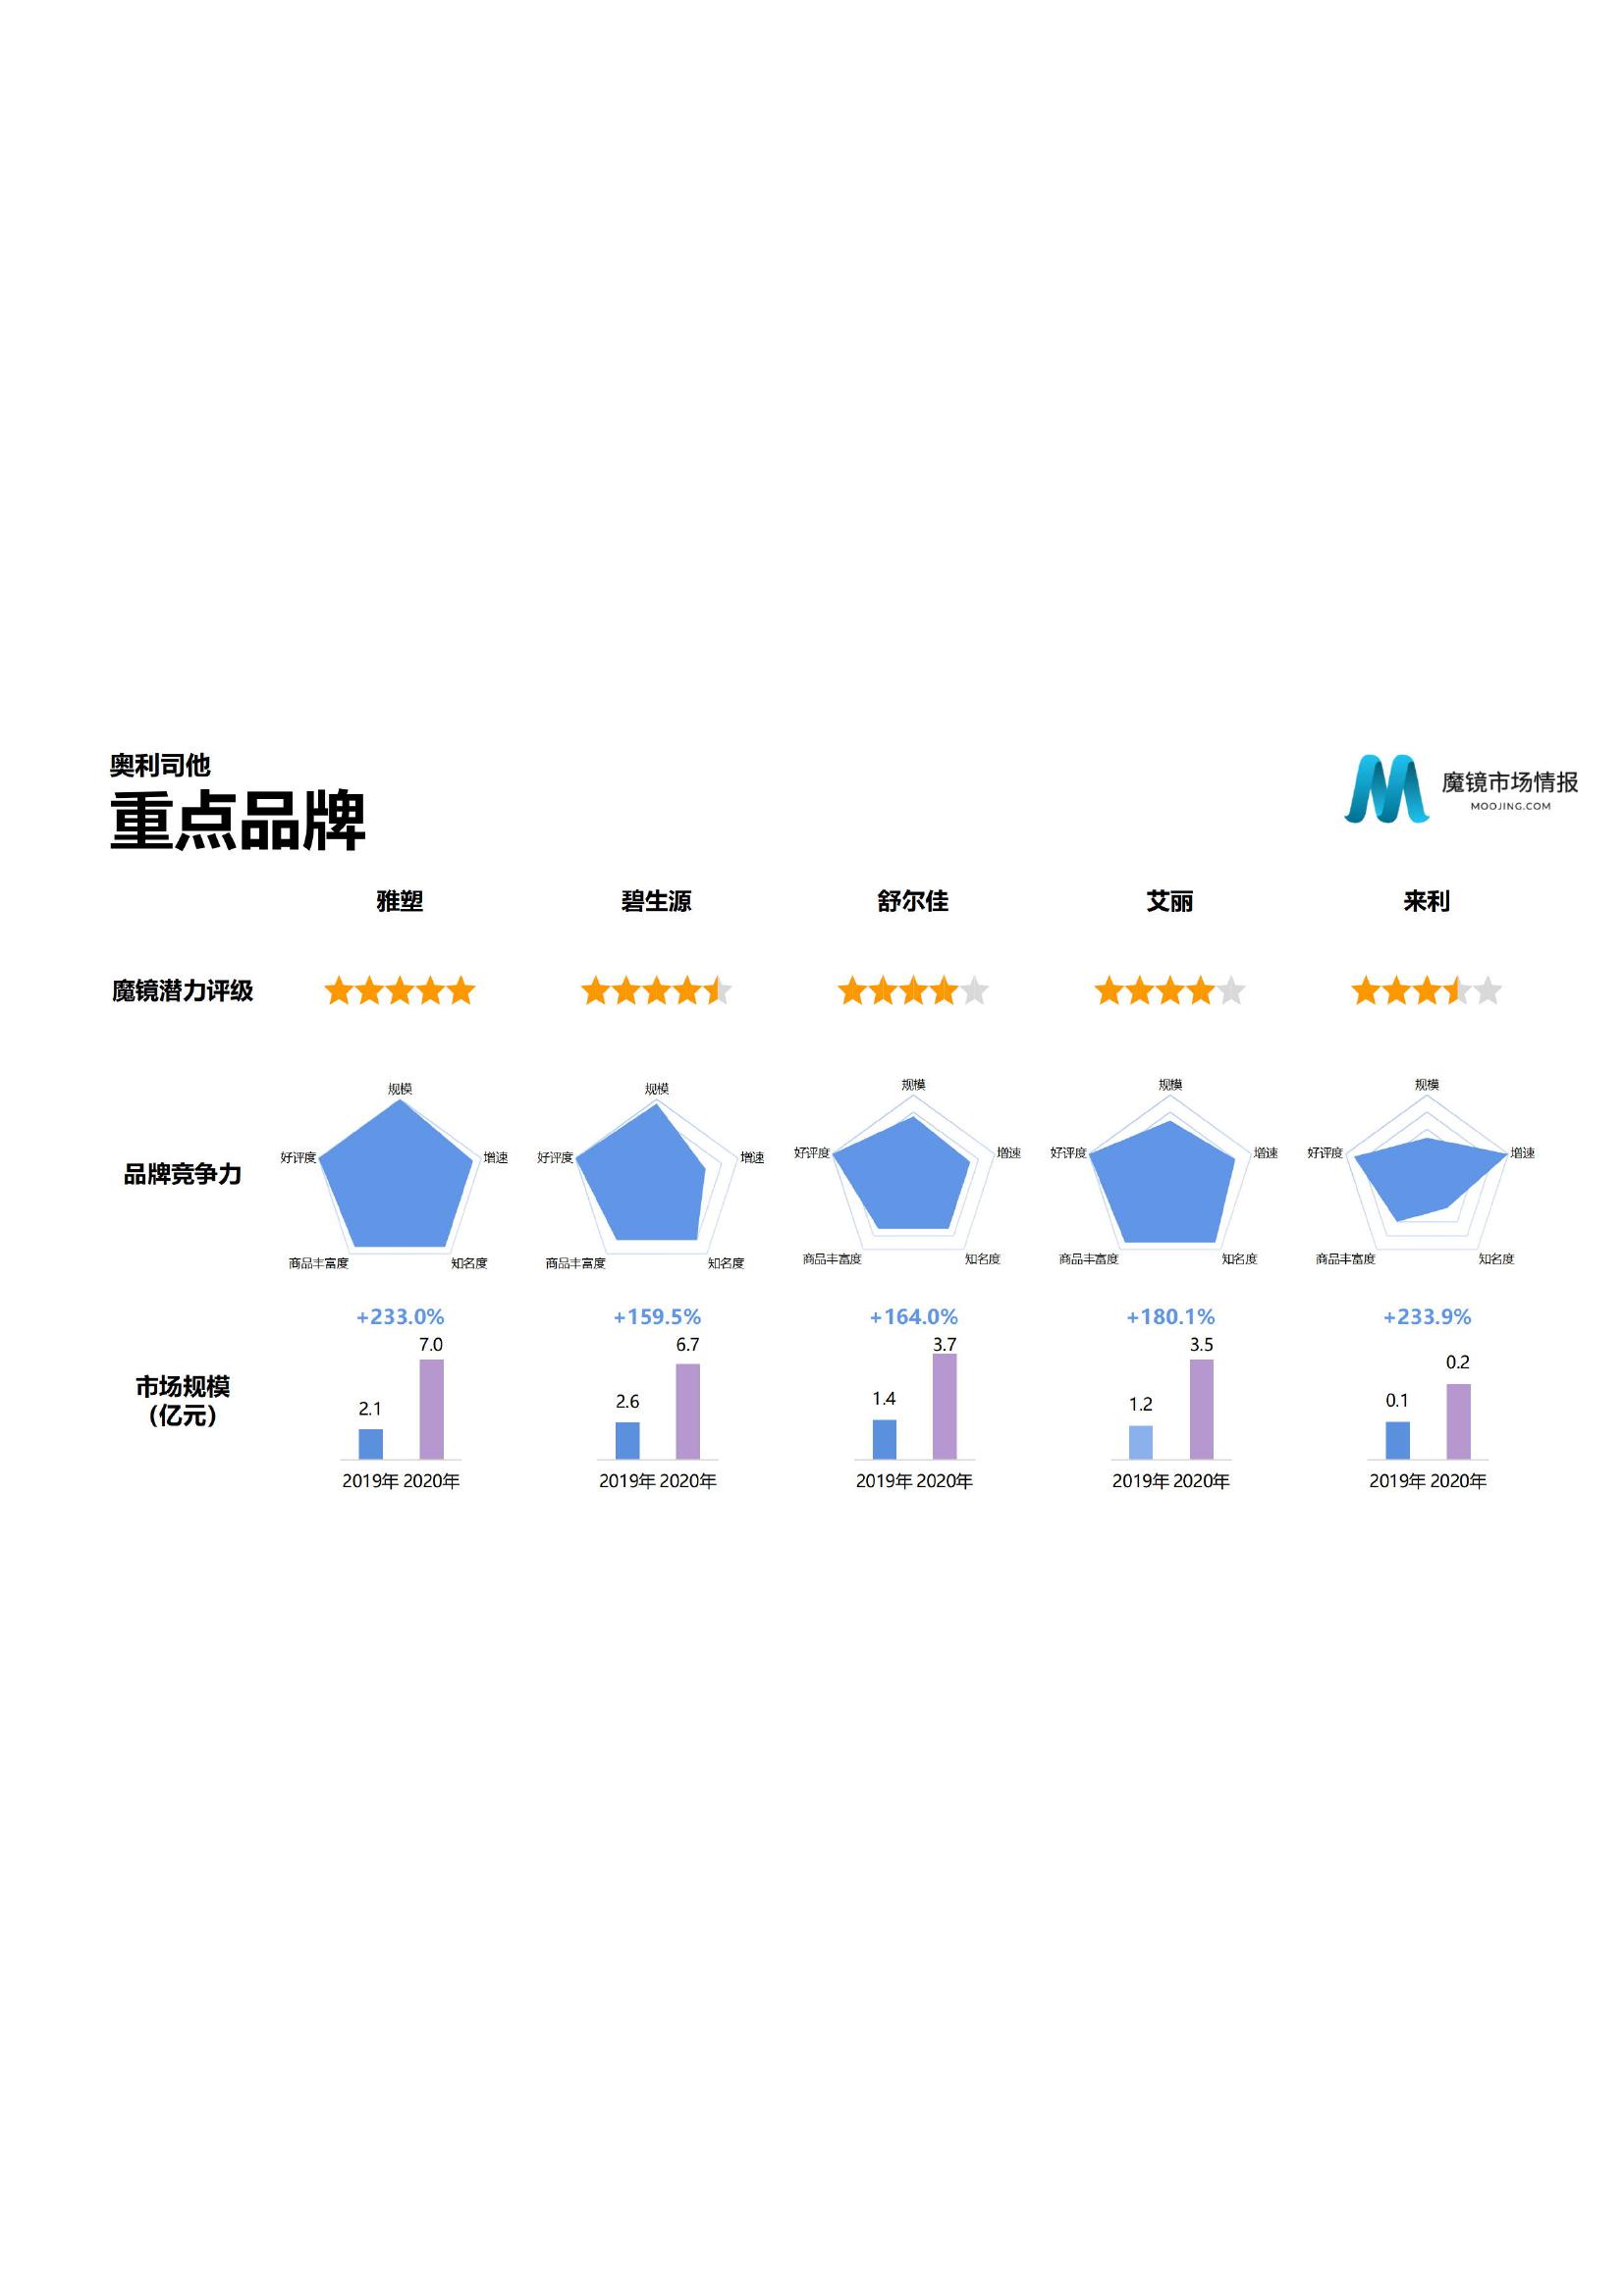 奥利司他
重点品牌
魔镜市场情报
MOOJING.COM
雅塑 碧生源 舒尔佳 艾丽 来利
魔镜潜力评级
品牌竞争力
规模 增速 知名度 商品丰富度 好评度
规模 增速 知名度 商品丰富度 好评度
规模 增速 知名度 商品丰富度 好评度
规模 增速 知名度 商品丰富度 好评度
规模 增速 知名度 商品丰富度 好评度
市场规模
（亿元）
+233.0%
2.1 7.0
2019年 2020年
+159.5%
2.6 6.7
2019年 2020年
+164.0%
1.4 3.7
2019年 2020年
+180.1%
1.2 3.5
2019年 2020年
+233.9%
0.1 0.2
2019年 2020年